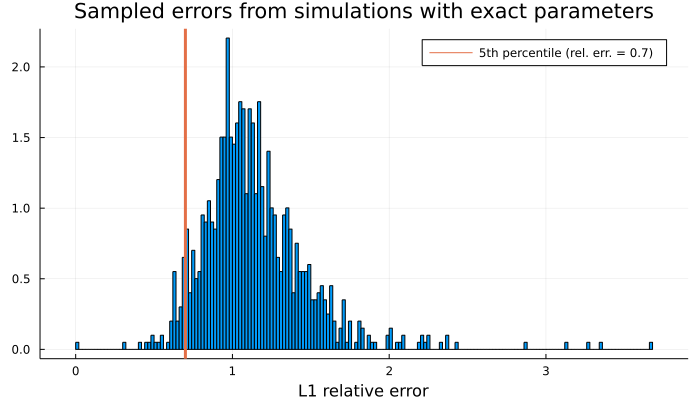 Sampled errors from simulations with exact parameters
5th percentile (rel. err. = 0.7)
2.0
1.5
1.0
0.5
0.0
0 1 2 3
L1 relative error